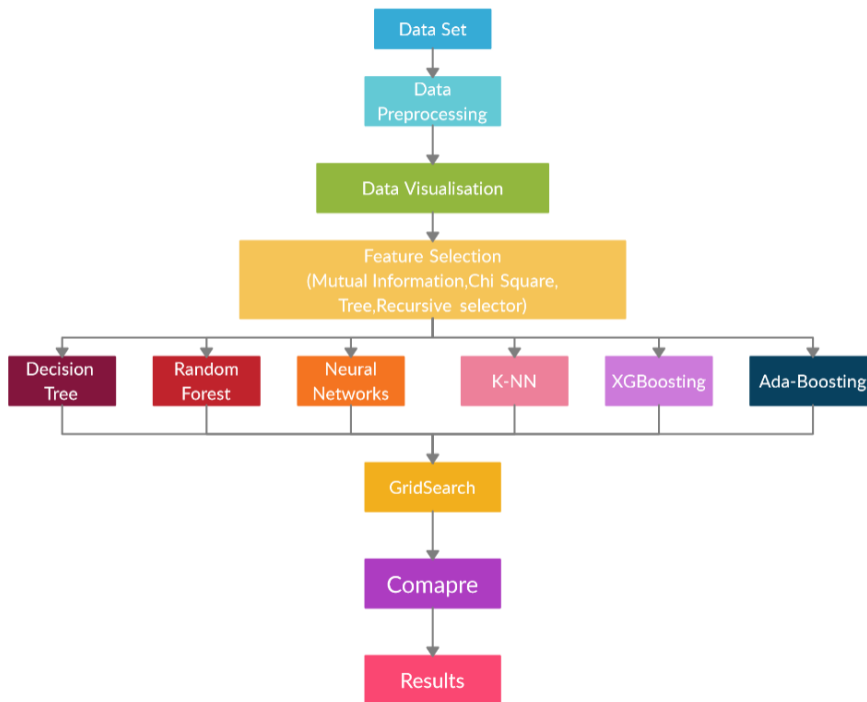 Data Set
Data
Preprocessing
Data Visualisation
Feature Selection
(Mutual Information,Chi Square,
Tree,Recursive selector)
Decision
Tree
Random
Forest
Neural
Networks
K-NN
XGBoosting
Ada-Boosting
GridSearch
Comapre
Results